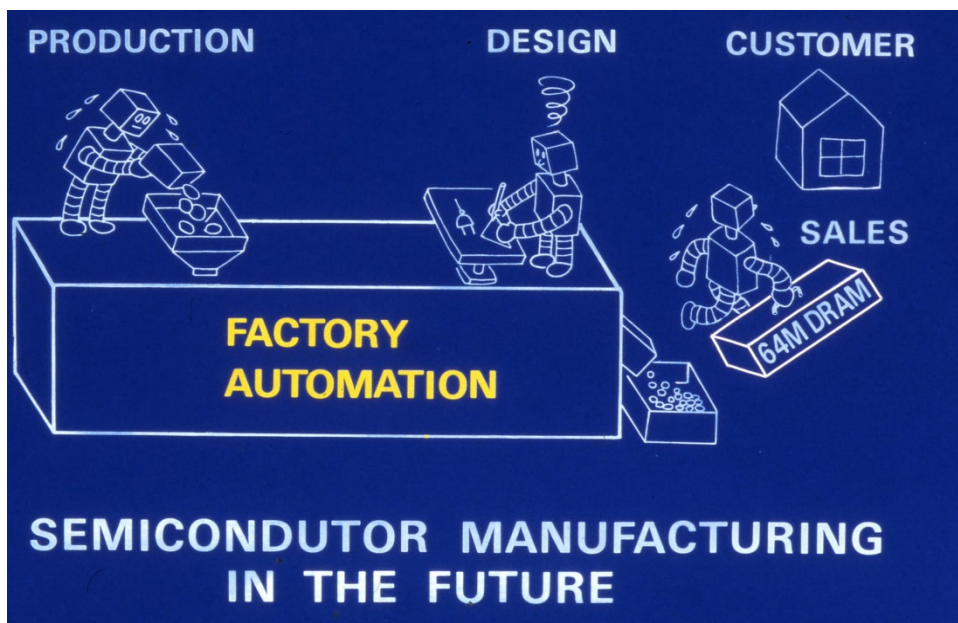 PRODUCTION
DESIGN
CUSTOMER
SALES
64M DRAM
FACTORY
AUTOMATION
SEMICONDUTOR MANUFACTURING
IN THE FUTURE